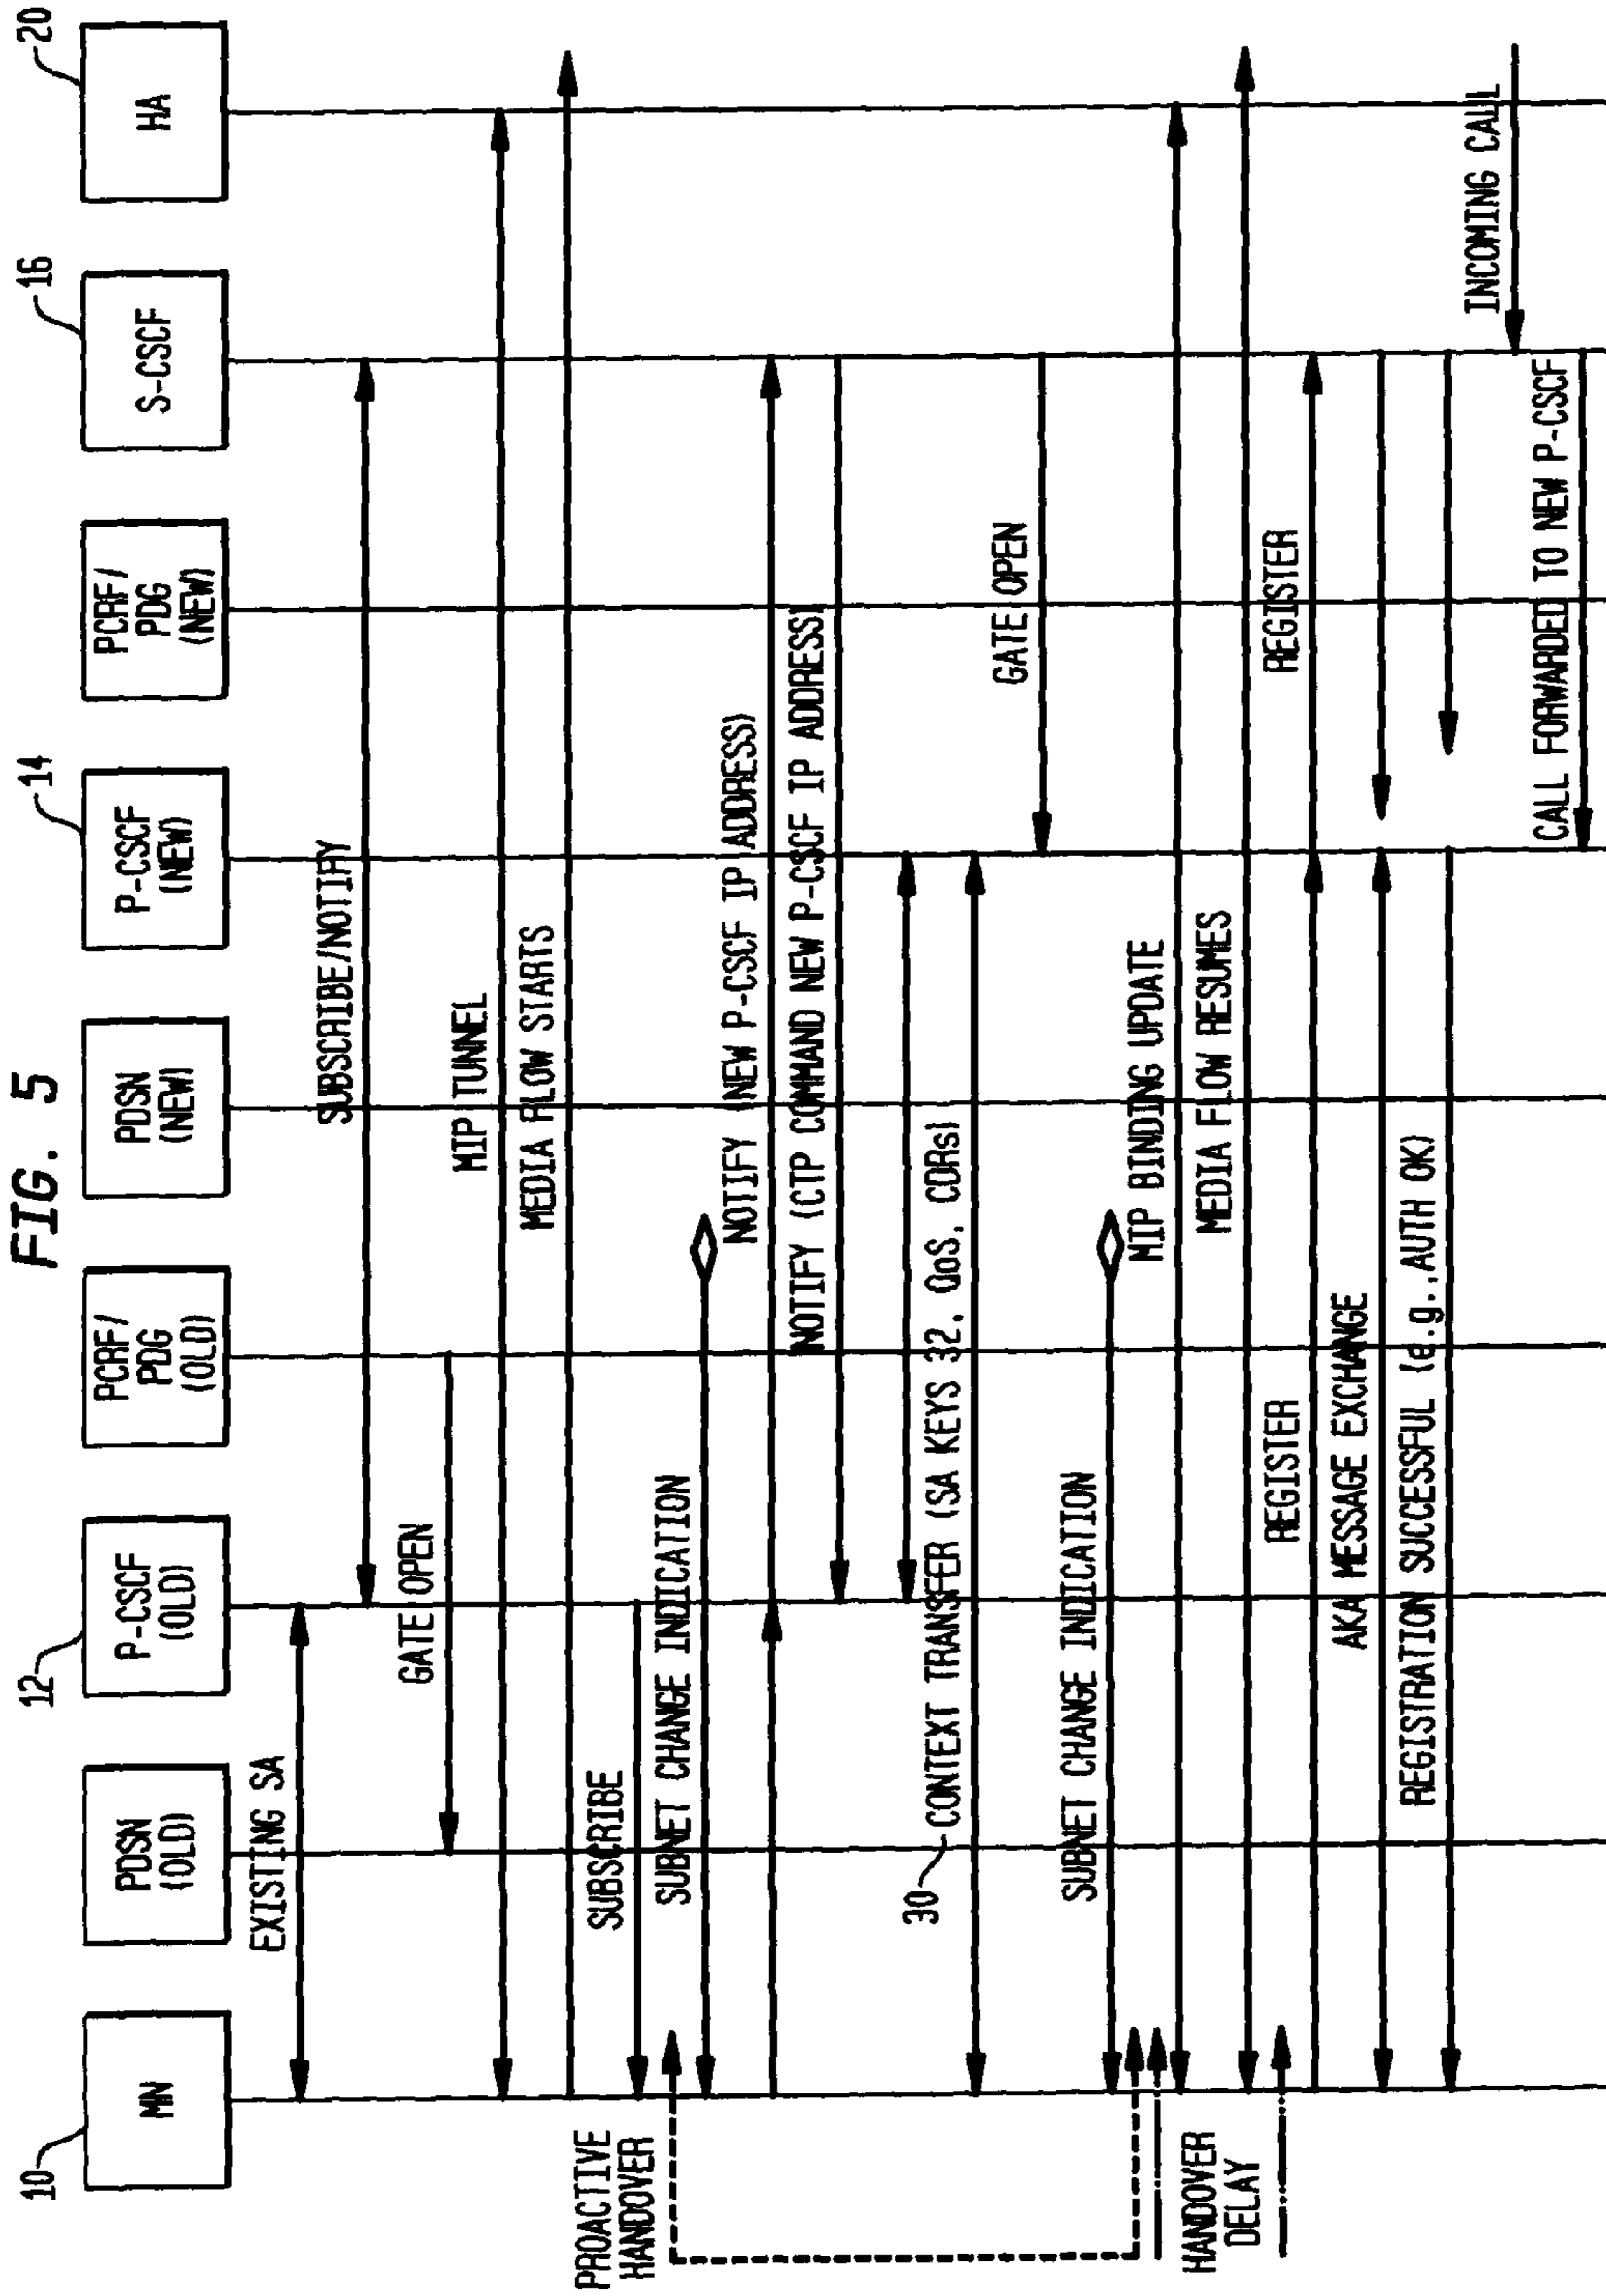 FIG. 5
10
12
14
16
20
MN
PDSN
(OLD)
P-CSCF
(OLD)
PCRF/
PDG
(OLD)
PDSN
(NEW)
P-CSCF
(NEW)
PCRF/
PDG
(NEW)
S-CSCF
HA
EXISTING SA
SUBSCRIBE/NOTIFY
GATE OPEN
MIP TUNNEL
MEDIA FLOW STARTS
SUBSCRIBE
PROACTIVE
HANDOVER
SUBNET CHANGE INDICATION
NOTIFY (NEW P-CSCF IP ADDRESS)
NOTIFY (CTP COMMAND NEW P-CSCF IP ADDRESS)
30
CONTEXT TRANSFER (SA KEYS 32, QoS, CDRs)
GATE OPEN
SUBNET CHANGE INDICATION
MIP BINDING UPDATE
HANDOVER
DELAY
MEDIA FLOW RESUMES
REGISTER
REGISTER
AKA MESSAGE EXCHANGE
REGISTRATION SUCCESSFUL (e.g.,AUTH OK)
INCOMING CALL
CALL FORWARDED TO NEW P-CSCF